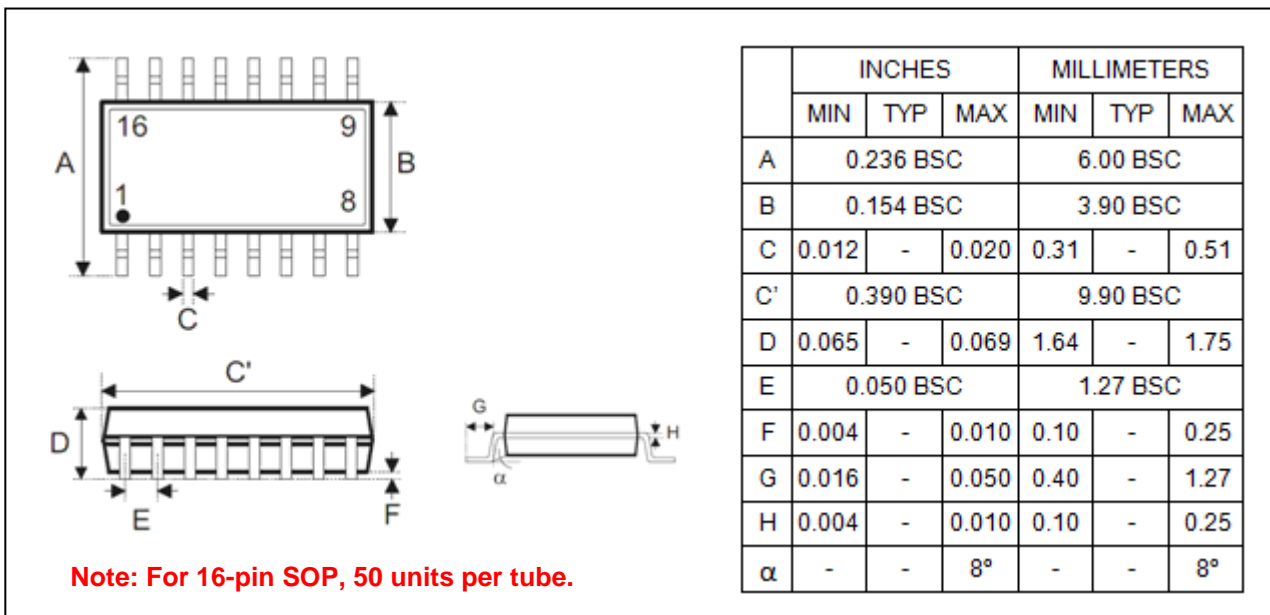 16 9
1 8
A
B
C
C'
D
E
F
G
H
α
Note: For 16-pin SOP, 50 units per tube.
INCHES MILLIMETERS
MIN TYP MAX MIN TYP MAX
A 0.236 BSC 6.00 BSC
B 0.154 BSC 3.90 BSC
C 0.012 - 0.020 0.31 - 0.51
C' 0.390 BSC 9.90 BSC
D 0.065 - 0.069 1.64 - 1.75
E 0.050 BSC 1.27 BSC
F 0.004 - 0.010 0.10 - 0.25
G 0.016 - 0.050 0.40 - 1.27
H 0.004 - 0.010 0.10 - 0.25
α - - 8º - - 8º